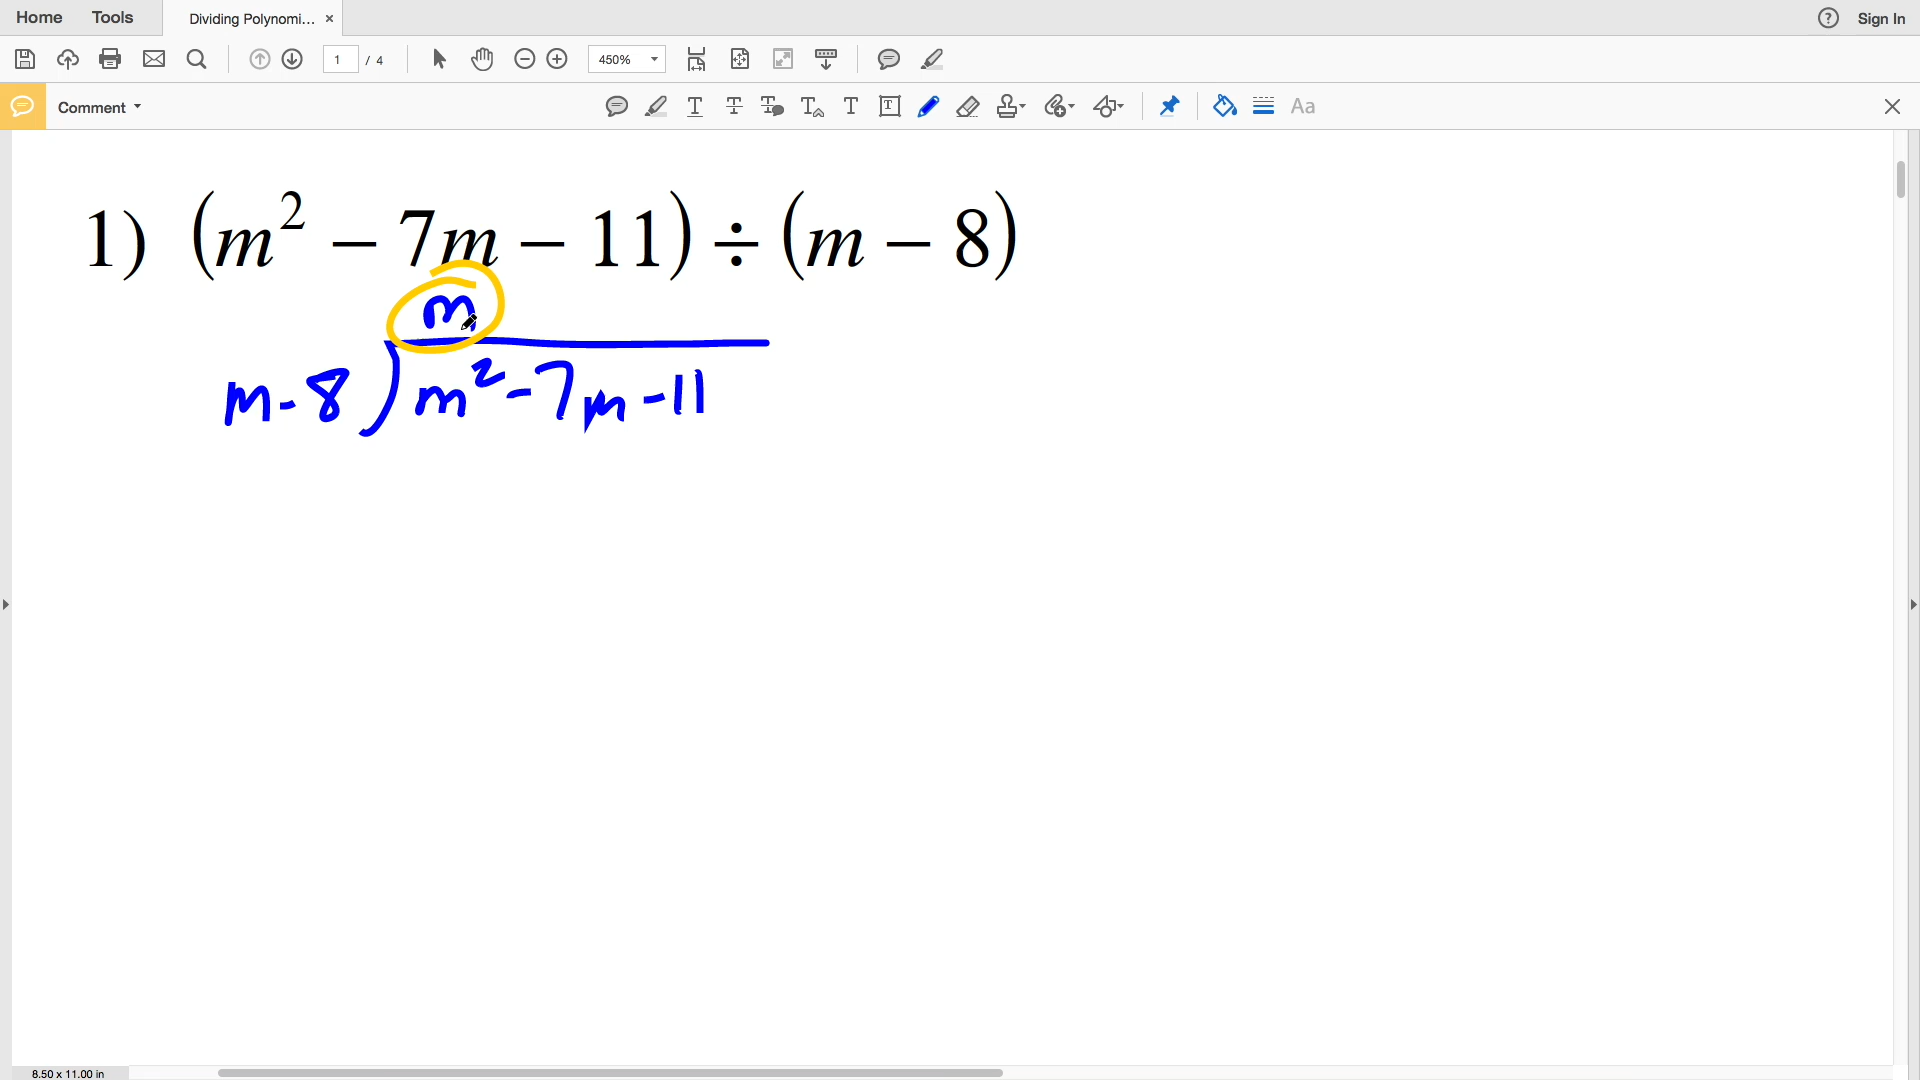 Home Tools Dividing Polynomi... × Sign In
1 / 4 450%
Comment Aa
1) (m² − 7m − 11) ÷ (m − 8)
m
m-8 ) m² -7m -11
8.50 x 11.00 in